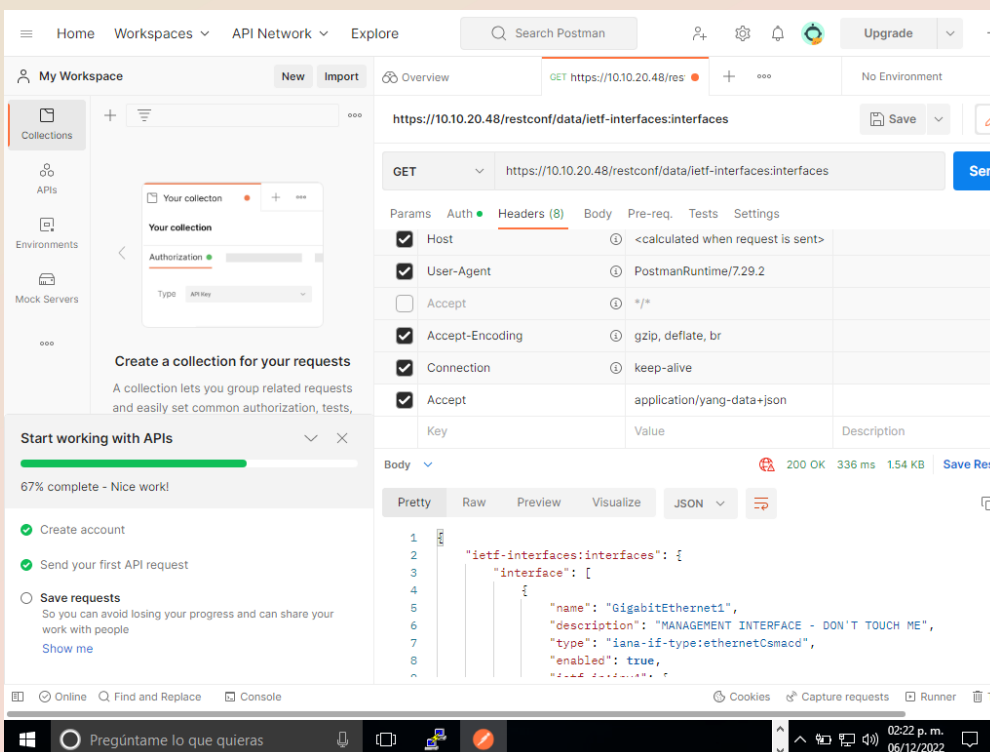 Home Workspaces API Network Explore Search Postman Upgrade
My Workspace New Import Overview GET https://10.10.20.48/res No Environment
Collections
APIs
Environments
Mock Servers
Your collecton
Your collection
Authorization
Type API Key
Create a collection for your requests
A collection lets you group related requests
and easily set common authorization, tests,
Start working with APIs
67% complete - Nice work!
Create account
Send your first API request
Save requests
So you can avoid losing your progress and can share your
work with people
Show me
https://10.10.20.48/restconf/data/ietf-interfaces:interfaces Save
GET https://10.10.20.48/restconf/data/ietf-interfaces:interfaces Sen
Params Auth Headers (8) Body Pre-req. Tests Settings
Host <calculated when request is sent>
User-Agent PostmanRuntime/7.29.2
Accept */*
Accept-Encoding gzip, deflate, br
Connection keep-alive
Accept application/yang-data+json
Key Value Description
Body 200 OK 336 ms 1.54 KB Save Res
Pretty Raw Preview Visualize JSON
1 {
2 "ietf-interfaces:interfaces": {
3 "interface": [
4 {
5 "name": "GigabitEthernet1",
6 "description": "MANAGEMENT INTERFACE - DON'T TOUCH ME",
7 "type": "iana-if-type:ethernetCsmacd",
8 "enabled": true,
Online Find and Replace Console Cookies Capture requests Runner
Pregúntame lo que quieras 02:22 p. m.
06/12/2022